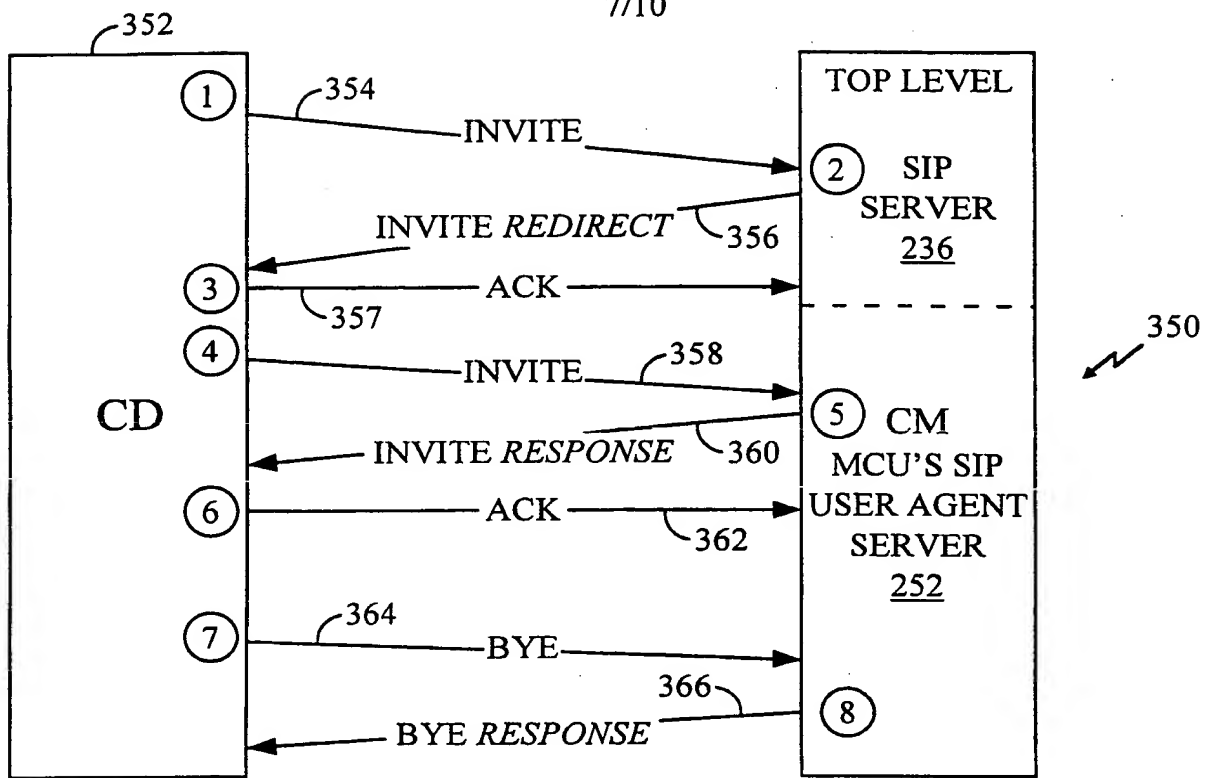 7/10
352
TOP LEVEL
1
354
INVITE
2
SIP
SERVER
236
INVITE REDIRECT
356
3
ACK
357
350
4
358
INVITE
5
CD
CM
MCU'S SIP
USER AGENT
SERVER
252
INVITE RESPONSE
360
6
ACK
362
7
364
BYE
366
8
BYE RESPONSE